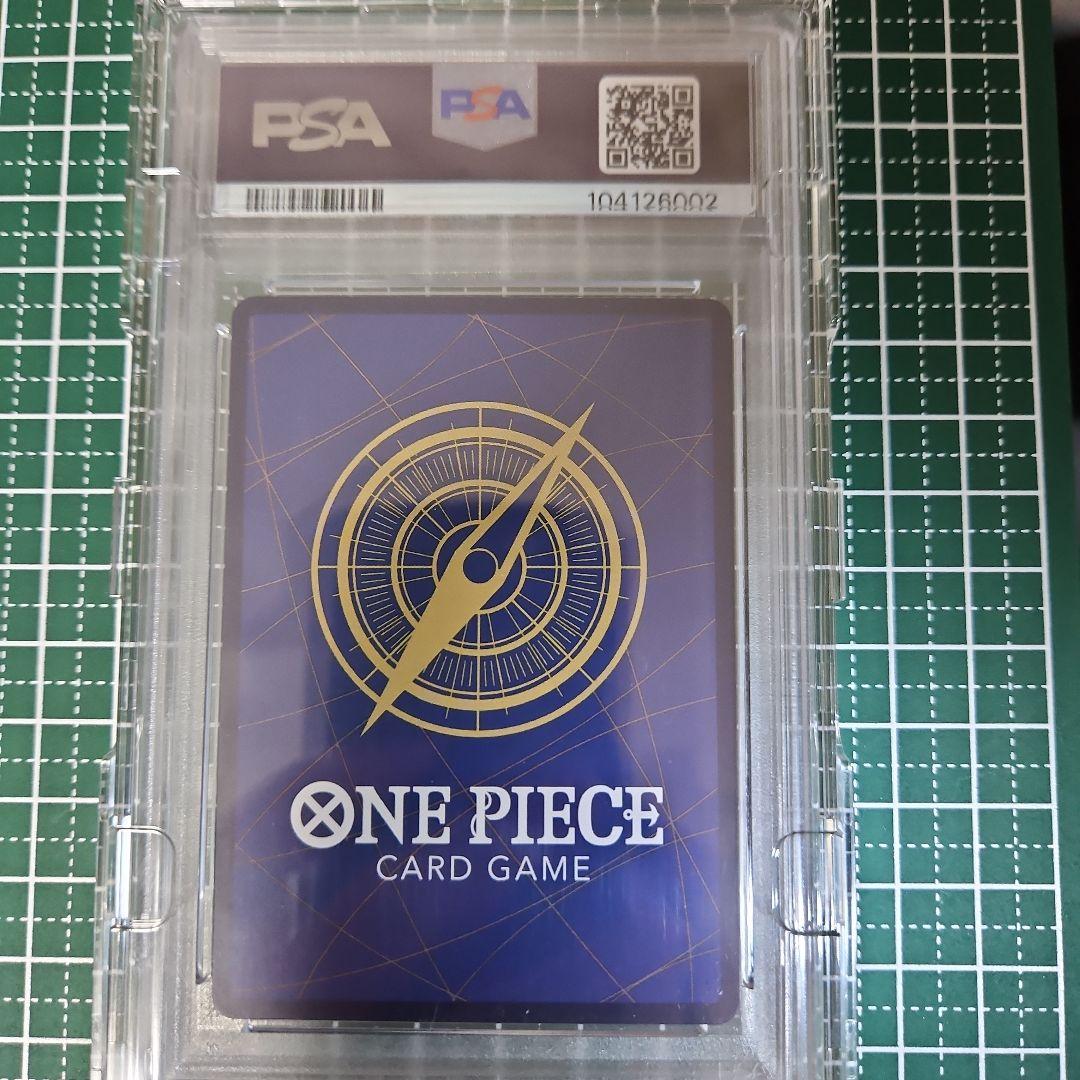 PSA
PSA
104126002
ONE PIECE
CARD GAME